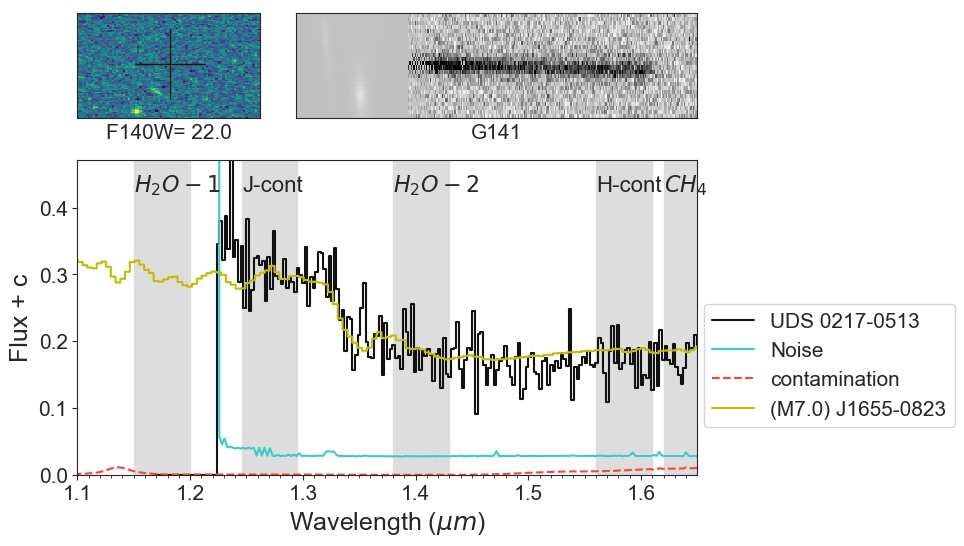 F140W= 22.0
G141
H₂O − 1 J-cont H₂O − 2 H-cont CH₄
0.4
0.3
0.2
0.1
0.0
Flux + c
1.1 1.2 1.3 1.4 1.5 1.6
Wavelength (μm)
UDS 0217-0513
Noise
contamination
(M7.0) J1655-0823